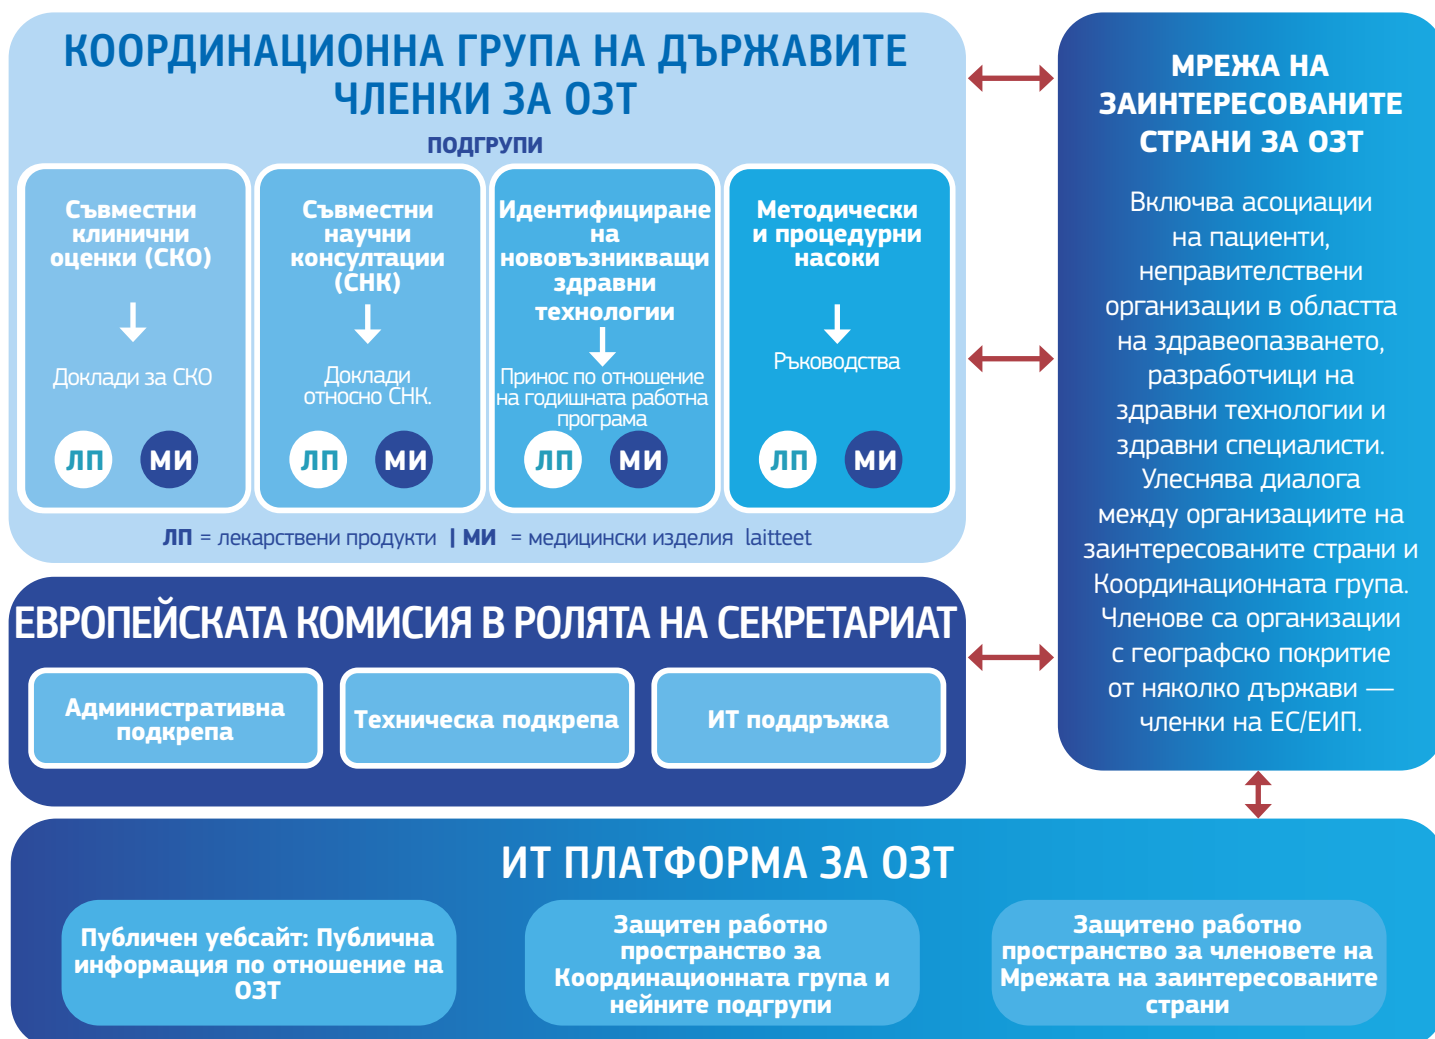 КООРДИНАЦИОННА ГРУПА НА ДЪРЖАВИТЕ
ЧЛЕНКИ ЗА ОЗТ
ПОДГРУПИ
Съвместни
клинични
оценки (СКО)
Доклади за СКО
ЛП МИ
Съвместни
научни
консултации
(СНК)
Доклади
относно СНК.
ЛП МИ
Идентифициране
на
нововъзникващи
здравни
технологии
Принос по отношение
на годишната работна
програма
ЛП МИ
Методически
и процедурни
насоки
Ръководства
ЛП МИ
ЛП = лекарствени продукти | МИ = медицински изделия laitteet
МРЕЖА НА
ЗАИНТЕРЕСОВАНИТЕ
СТРАНИ ЗА ОЗТ
Включва асоциации
на пациенти,
неправителствени
организации в областта
на здравеопазването,
разработчици на
здравни технологии и
здравни специалисти.
Улеснява диалога
между организациите на
заинтересованите страни и
Координационната група.
Членове са организации
с географско покритие
от няколко държави —
членки на ЕС/ЕИП.
ЕВРОПЕЙСКАТА КОМИСИЯ В РОЛЯТА НА СЕКРЕТАРИАТ
Административна
подкрепа
Техническа подкрепа
ИТ поддръжка
ИТ ПЛАТФОРМА ЗА ОЗТ
Публичен уебсайт: Публична
информация по отношение на
ОЗТ
Защитен работно
пространство за
Координационната група и
нейните подгрупи
Защитено работно
пространство за членовете на
Мрежата на заинтересованите
страни